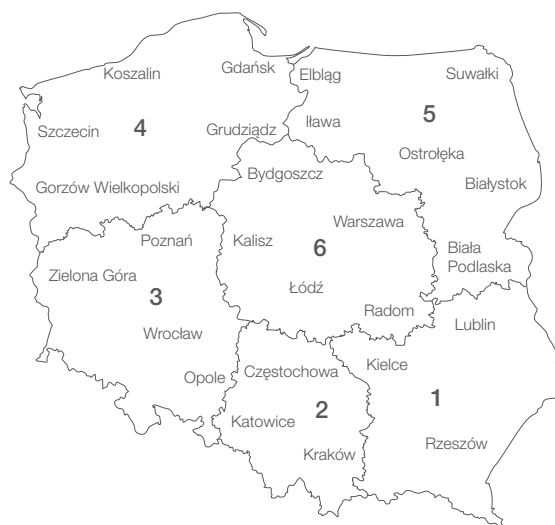 Koszalin
Gdańsk
Elbląg
Suwałki
Szczecin
4
Grudziądz
Iława
5
Ostrołęka
Gorzów Wielkopolski
Bydgoszcz
Białystok
Poznań
Kalisz
Warszawa
6
Biała
Podlaska
Zielona Góra
3
Łódź
Wrocław
Radom
Lublin
Opole
Częstochowa
Kielce
2
1
Katowice
Kraków
Rzeszów